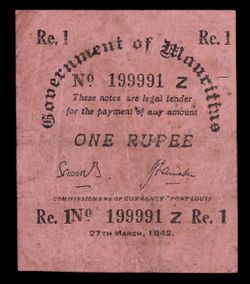 Re. 1 Re. 1
Government of Mauritius
No 199991 Z
These notes are legal tender
for the payment of any amount
ONE RUPEE
COMMISSIONERS OF CURRENCY PORT LOUIS
Re. 1 No 199991 Z Re. 1
27TH MARCH, 1942.